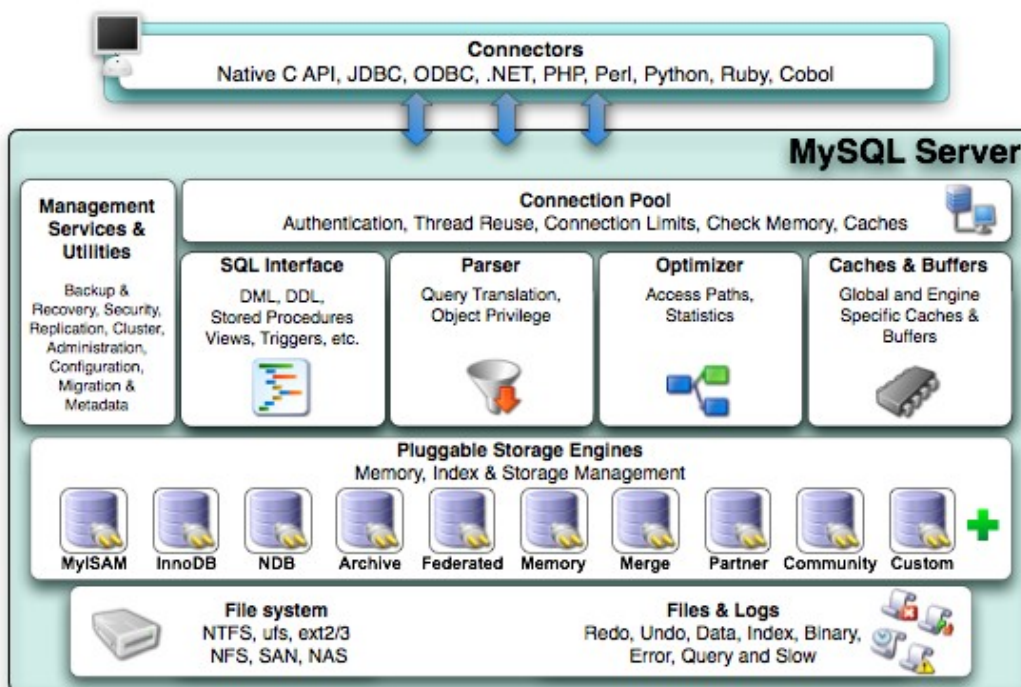 Connectors
Native C API, JDBC, ODBC, .NET, PHP, Perl, Python, Ruby, Cobol
MySQL Server
Management
Services &
Utilities
Backup &
Recovery, Security,
Replication, Cluster,
Administration,
Configuration,
Migration &
Metadata
Connection Pool
Authentication, Thread Reuse, Connection Limits, Check Memory, Caches
SQL Interface
DML, DDL,
Stored Procedures
Views, Triggers, etc.
Parser
Query Translation,
Object Privilege
Optimizer
Access Paths,
Statistics
Caches & Buffers
Global and Engine
Specific Caches &
Buffers
Pluggable Storage Engines
Memory, Index & Storage Management
MyISAM
InnoDB
NDB
Archive
Federated
Memory
Merge
Partner
Community
Custom
File system
NTFS, ufs, ext2/3
NFS, SAN, NAS
Files & Logs
Redo, Undo, Data, Index, Binary,
Error, Query and Slow